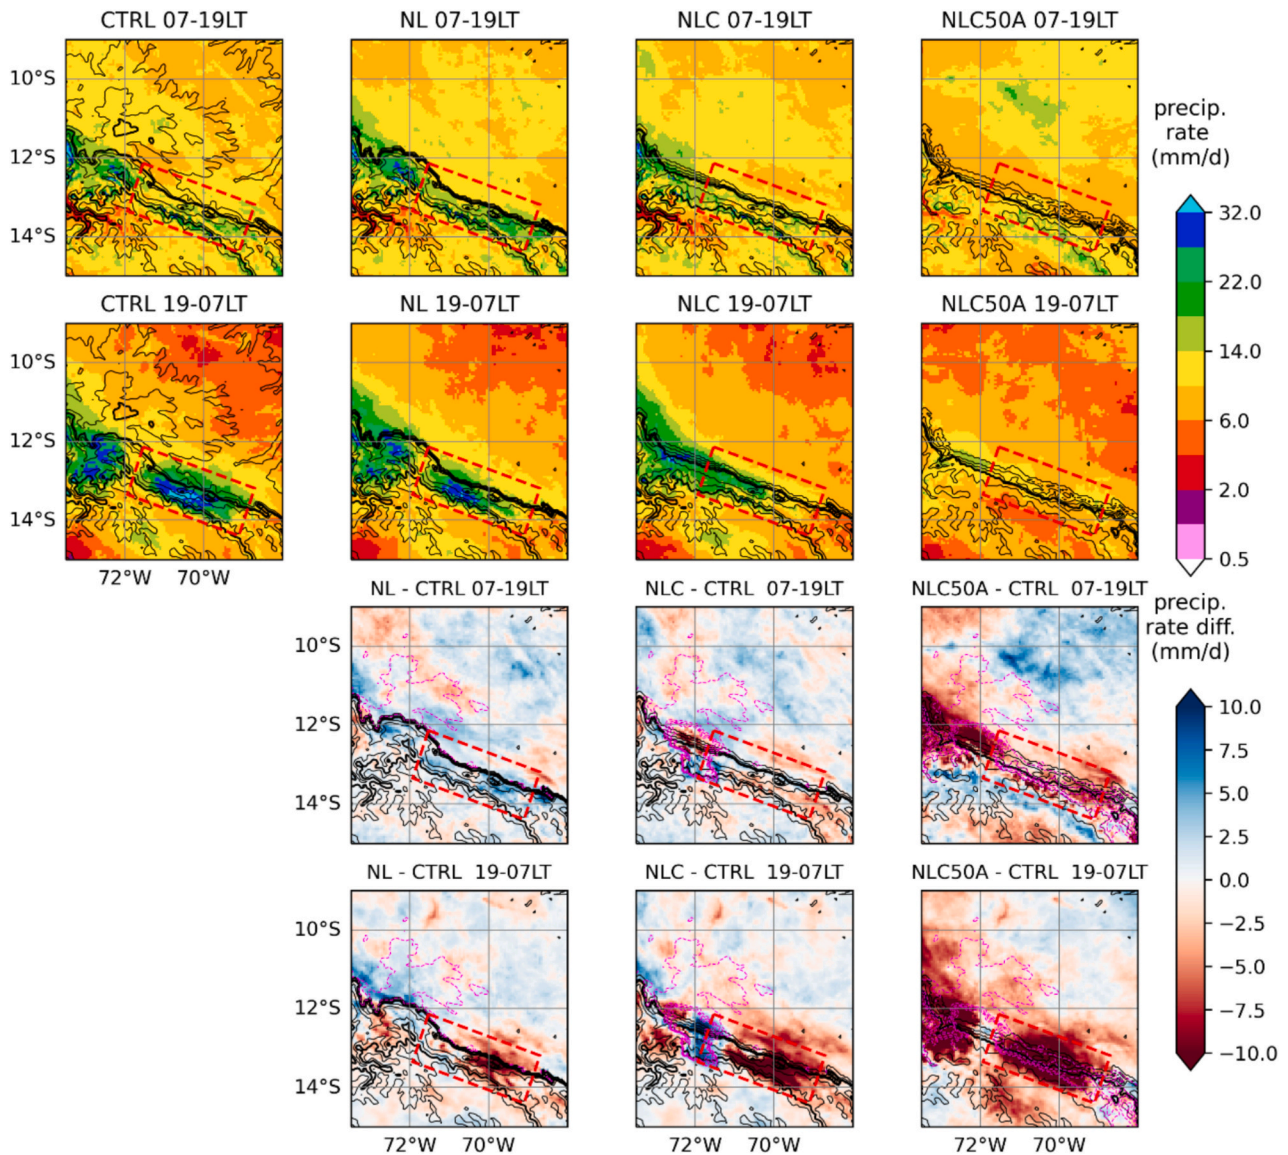 CTRL 07-19LT
NL 07-19LT
NLC 07-19LT
NLC50A 07-19LT
10°S
12°S
14°S
precip.
rate
(mm/d)
32.0
22.0
14.0
6.0
2.0
0.5
CTRL 19-07LT
NL 19-07LT
NLC 19-07LT
NLC50A 19-07LT
10°S
12°S
14°S
72°W
70°W
NL - CTRL 07-19LT
NLC - CTRL 07-19LT
NLC50A - CTRL 07-19LT
10°S
12°S
14°S
precip.
rate diff.
(mm/d)
10.0
7.5
5.0
2.5
0.0
−2.5
−5.0
−7.5
−10.0
NL - CTRL 19-07LT
NLC - CTRL 19-07LT
NLC50A - CTRL 19-07LT
10°S
12°S
14°S
72°W
70°W
72°W
70°W
72°W
70°W